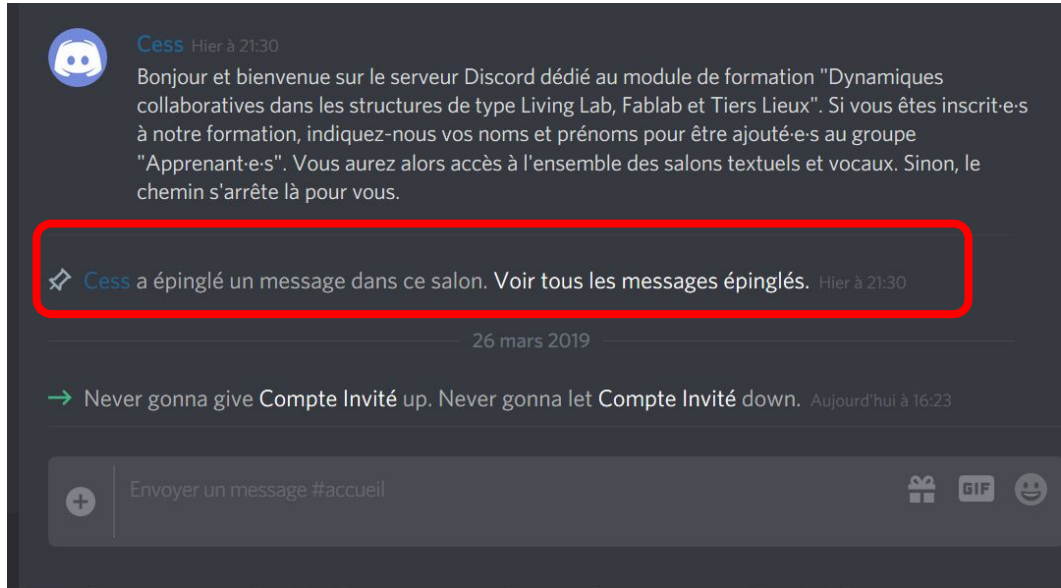 Cess Hier à 21:30
Bonjour et bienvenue sur le serveur Discord dédié au module de formation "Dynamiques
collaboratives dans les structures de type Living Lab, Fablab et Tiers Lieux". Si vous êtes inscrit·e·s
à notre formation, indiquez-nous vos noms et prénoms pour être ajouté·e·s au groupe
"Apprenant·e·s". Vous aurez alors accès à l'ensemble des salons textuels et vocaux. Sinon, le
chemin s'arrête là pour vous.
Cess a épinglé un message dans ce salon. Voir tous les messages épinglés. Hier à 21:30
26 mars 2019
Never gonna give Compte Invité up. Never gonna let Compte Invité down. Aujourd'hui à 16:23
Envoyer un message #accueil
GIF